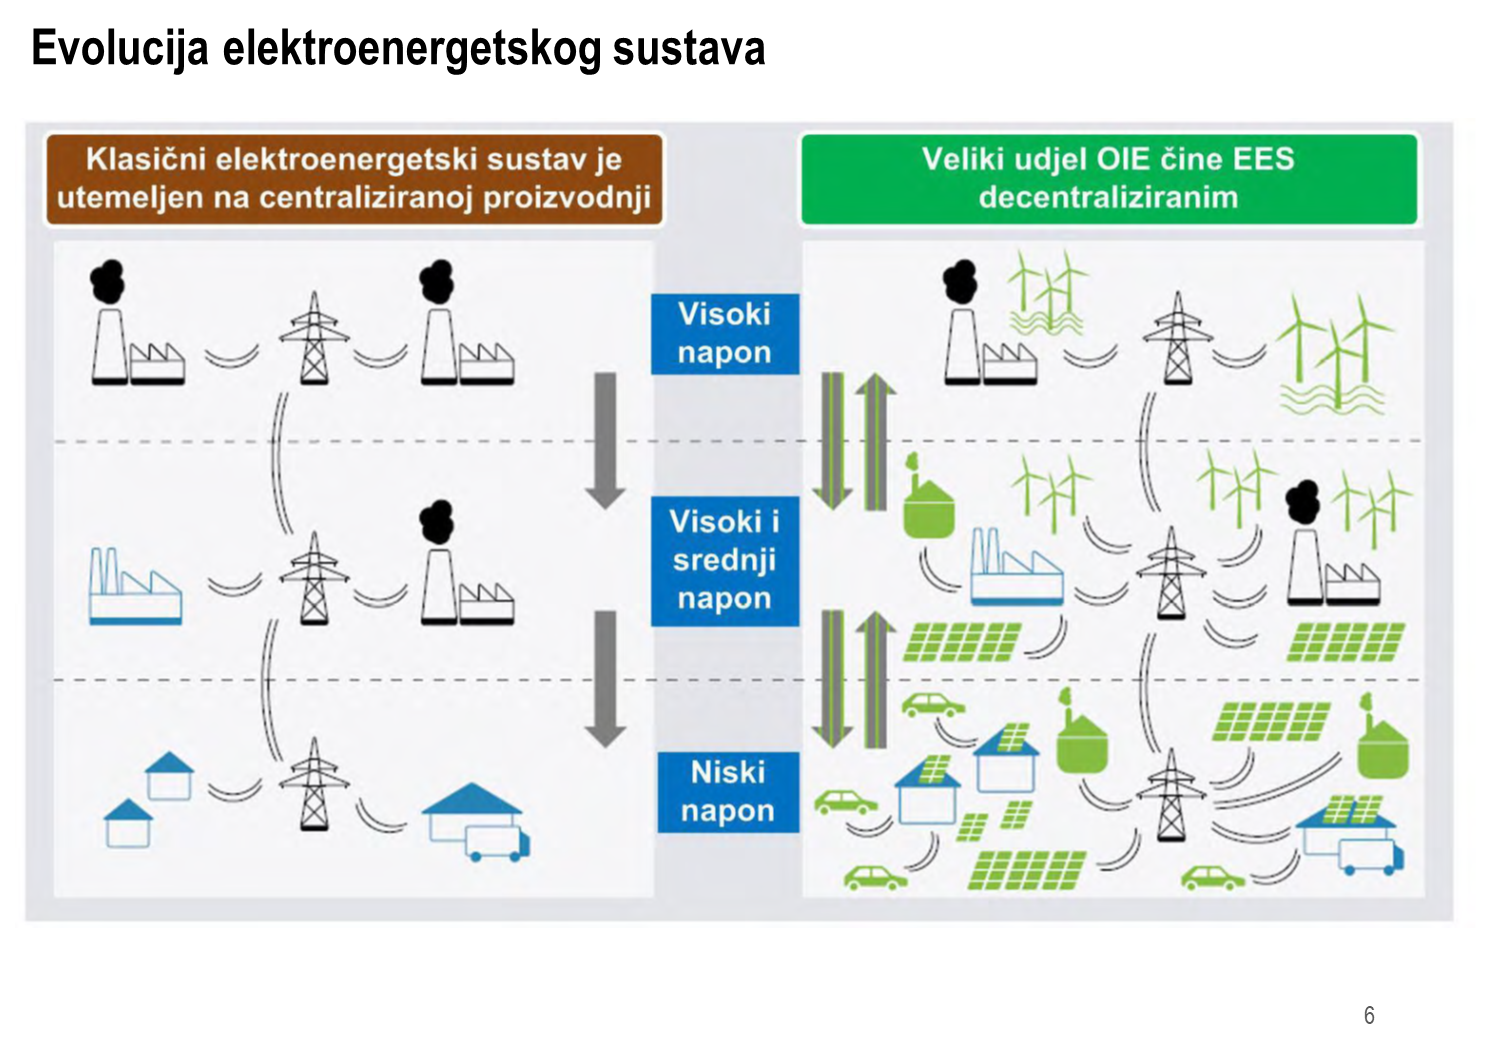 Evolucija elektroenergetskog sustava
Klasični elektroenergetski sustav je
utemeljen na centraliziranoj proizvodnji
Veliki udjel OIE čine EES
decentraliziranim
Visoki
napon
Visoki i
srednji
napon
Niski
napon
6